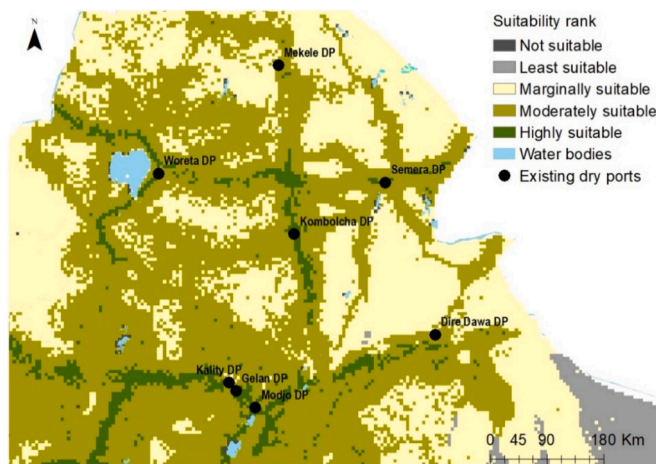 N
Suitability rank
Not suitable
Least suitable
Marginally suitable
Moderately suitable
Highly suitable
Water bodies
Existing dry ports
Mekele DP
Woreta DP
Semera DP
Kombolcha DP
Dire Dawa DP
Kality DP
Gelan DP
Modjo DP
0 45 90 180 Km